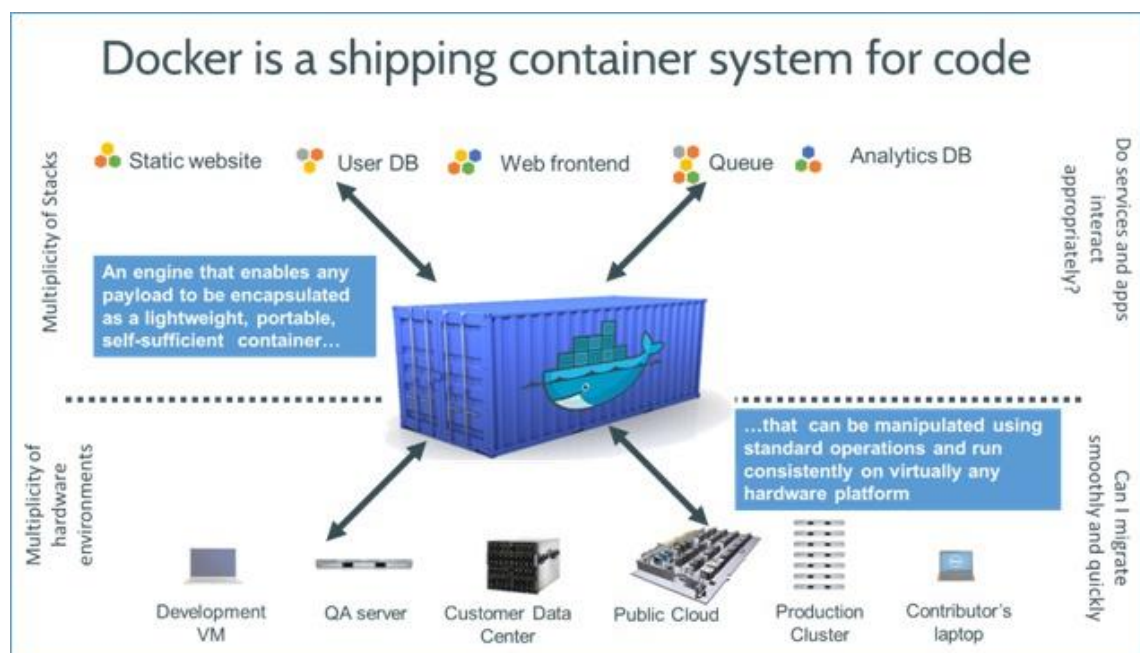 Docker is a shipping container system for code
Static website
User DB
Web frontend
Queue
Analytics DB
Multiplicity of Stacks
Do services and apps
interact
appropriately?
An engine that enables any
payload to be encapsulated
as a lightweight, portable,
self-sufficient container…
…that can be manipulated using
standard operations and run
consistently on virtually any
hardware platform
Multiplicity of
hardware
environments
Can I migrate
smoothly and quickly
Development
VM
QA server
Customer Data
Center
Public Cloud
Production
Cluster
Contributor's
laptop